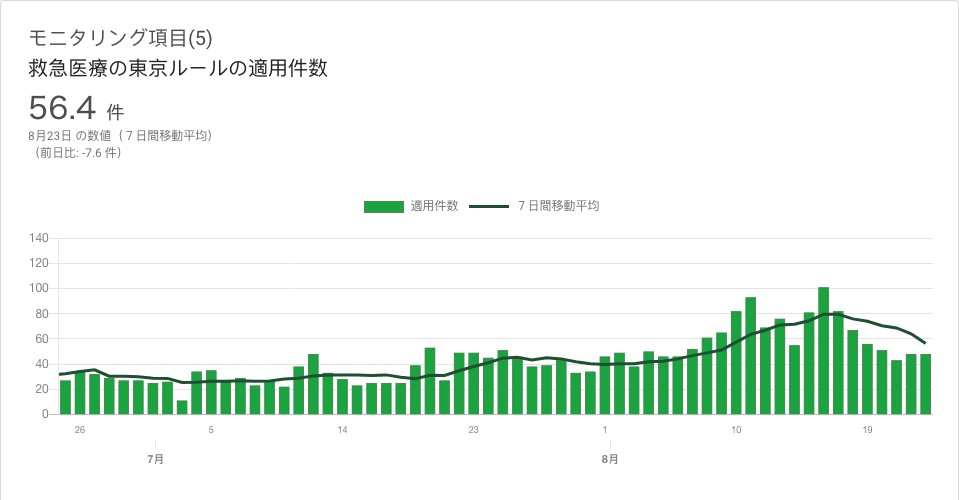 モニタリング項目(5)
救急医療の東京ルールの適用件数
56.4 件
8月23日 の数値（７日間移動平均）
（前日比: -7.6 件）
適用件数 ７日間移動平均
140
120
100
80
60
40
20
0
26 5 14 23 1 10 19
7月 8月